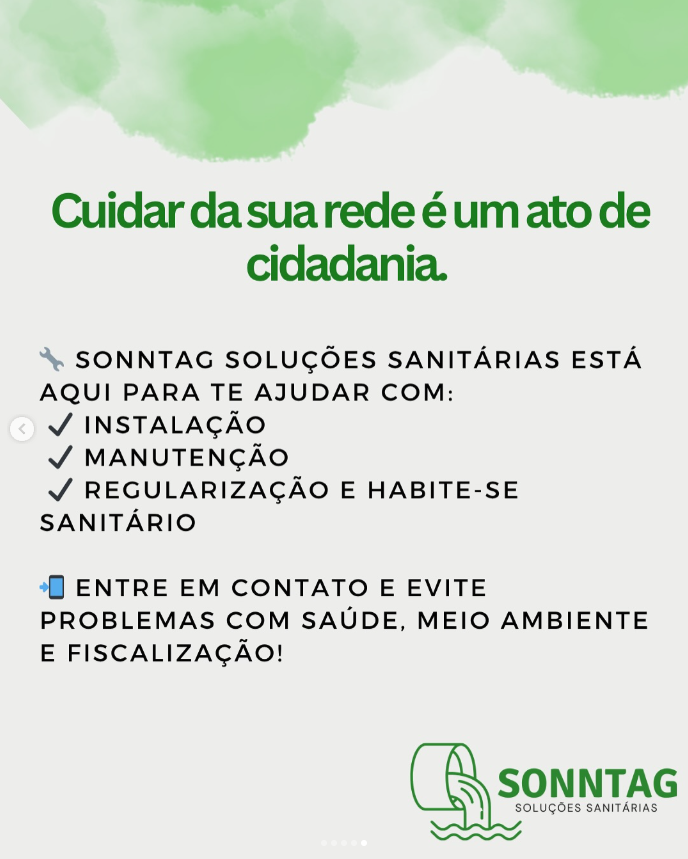 Cuidar da sua rede é um ato de
cidadania.
🔧 SONNTAG SOLUÇÕES SANITÁRIAS ESTÁ
AQUI PARA TE AJUDAR COM:
✔ INSTALAÇÃO
✔ MANUTENÇÃO
✔ REGULARIZAÇÃO E HABITE-SE
SANITÁRIO
📲 ENTRE EM CONTATO E EVITE
PROBLEMAS COM SAÚDE, MEIO AMBIENTE
E FISCALIZAÇÃO!
SONNTAG
SOLUÇÕES SANITÁRIAS